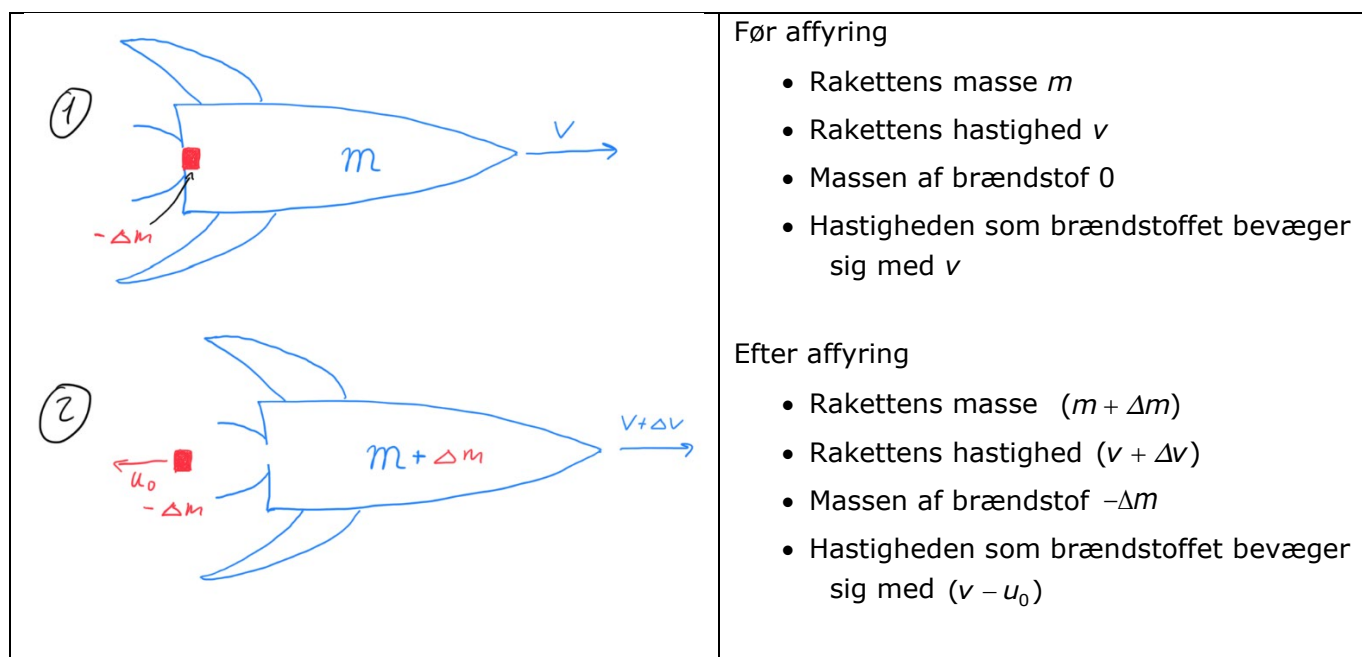 1
v
m
-Δm
2
v+Δv
m+Δm
u₀
-Δm
Før affyring
• Rakettens masse m
• Rakettens hastighed v
• Massen af brændstof 0
• Hastigheden som brændstoffet bevæger
sig med v
Efter affyring
• Rakettens masse (m + Δm)
• Rakettens hastighed (v + Δv)
• Massen af brændstof −Δm
• Hastigheden som brændstoffet bevæger
sig med (v − u₀)